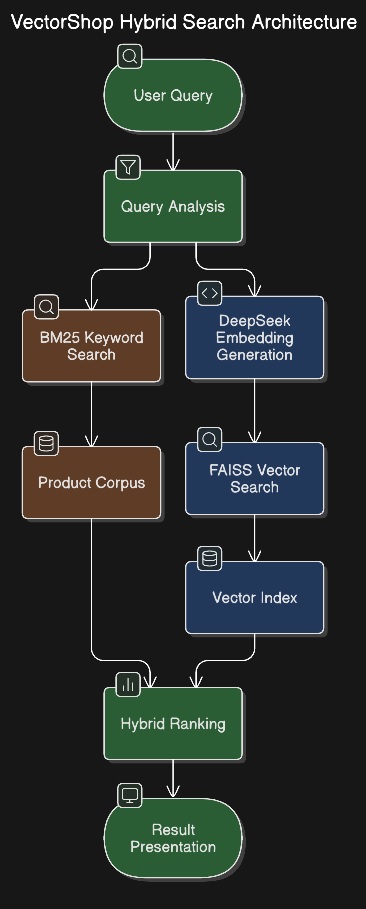 VectorShop Hybrid Search Architecture
User Query
Query Analysis
BM25 Keyword
Search
DeepSeek
Embedding
Generation
Product Corpus
FAISS Vector
Search
Vector Index
Hybrid Ranking
Result
Presentation